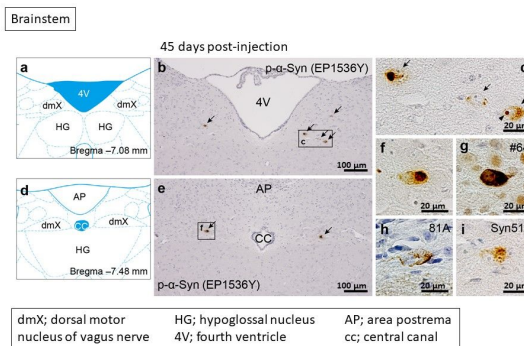 Brainstem
45 days post-injection
a
4V
dmX
dmX
HG
HG
Bregma –7.08 mm
b
p-α-Syn (EP1536Y)
4V
c
100 µm
20 µm
d
AP
dmX
CC
dmX
HG
Bregma –7.48 mm
e
AP
f
CC
p-α-Syn (EP1536Y)
100 µm
f
20 µm
g
20 µm
h
81A
20 µm
i
20 µm
dmX; dorsal motor
nucleus of vagus nerve
HG; hypoglossal nucleus
4V; fourth ventricle
AP; area postrema
cc; central canal